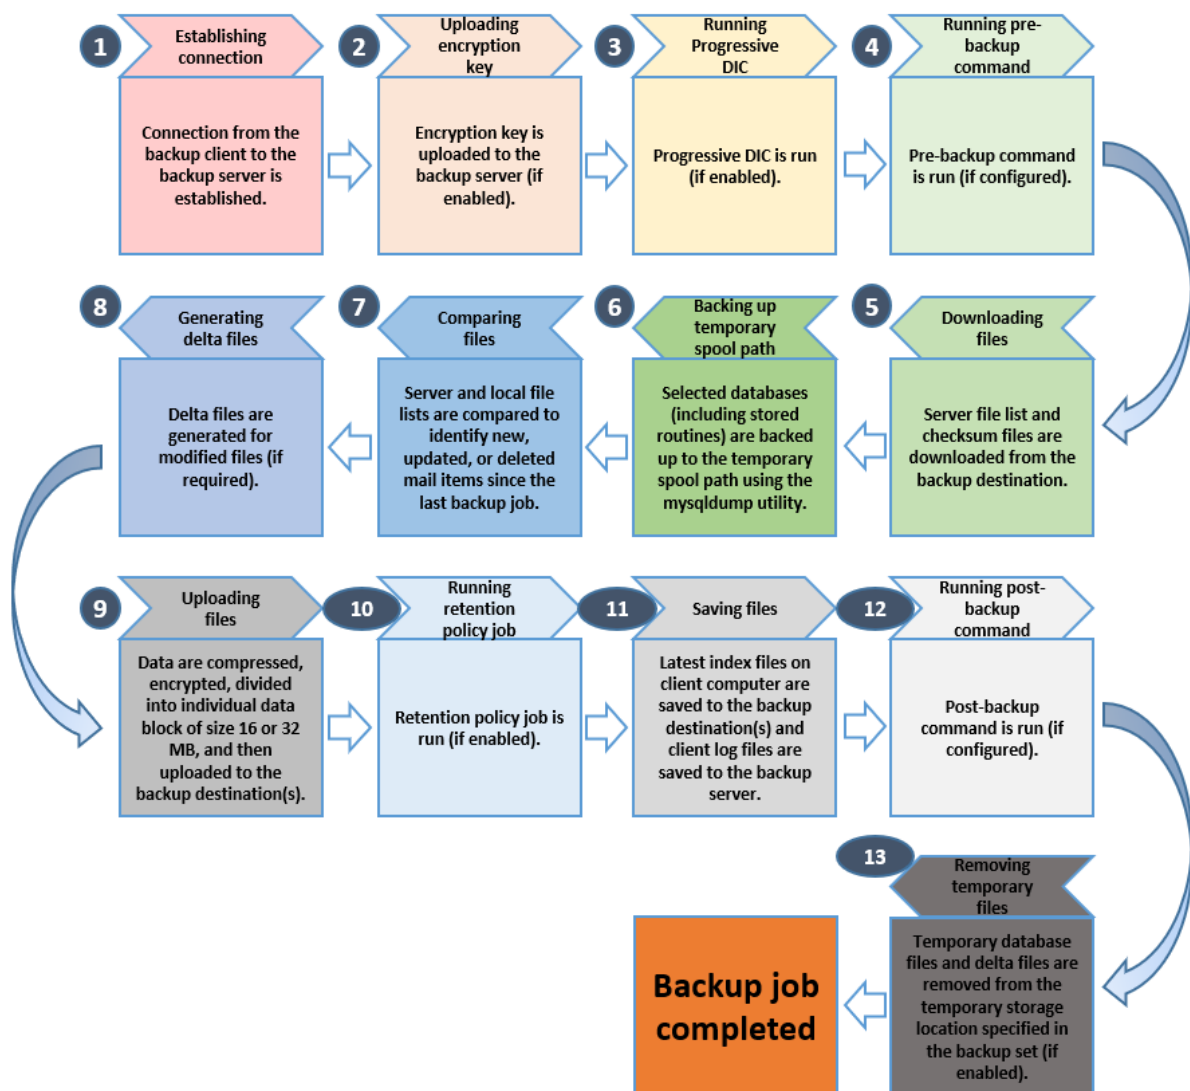 1
Establishing
connection
Connection from the
backup client to the
backup server is
established.
2
Uploading
encryption
key
Encryption key is
uploaded to the
backup server (if
enabled).
3
Running
Progressive
DIC
Progressive DIC is run
(if enabled).
4
Running pre-
backup
command
Pre-backup command
is run (if configured).
5
Downloading
files
Server file list and
checksum files are
downloaded from the
backup destination.
6
Backing up
temporary
spool path
Selected databases
(including stored
routines) are backed
up to the temporary
spool path using the
mysqldump utility.
7
Comparing
files
Server and local file
lists are compared to
identify new,
updated, or deleted
mail items since the
last backup job.
8
Generating
delta files
Delta files are
generated for
modified files (if
required).
9
Uploading
files
Data are compressed,
encrypted, divided
into individual data
block of size 16 or 32
MB, and then
uploaded to the
backup destination(s).
10
Running
retention
policy job
Retention policy job is
run (if enabled).
11
Saving files
Latest index files on
client computer are
saved to the backup
destination(s) and
client log files are
saved to the backup
server.
12
Running post-
backup
command
Post-backup
command is run (if
configured).
13
Removing
temporary
files
Temporary database
files and delta files are
removed from the
temporary storage
location specified in
the backup set (if
enabled).
Backup job
completed